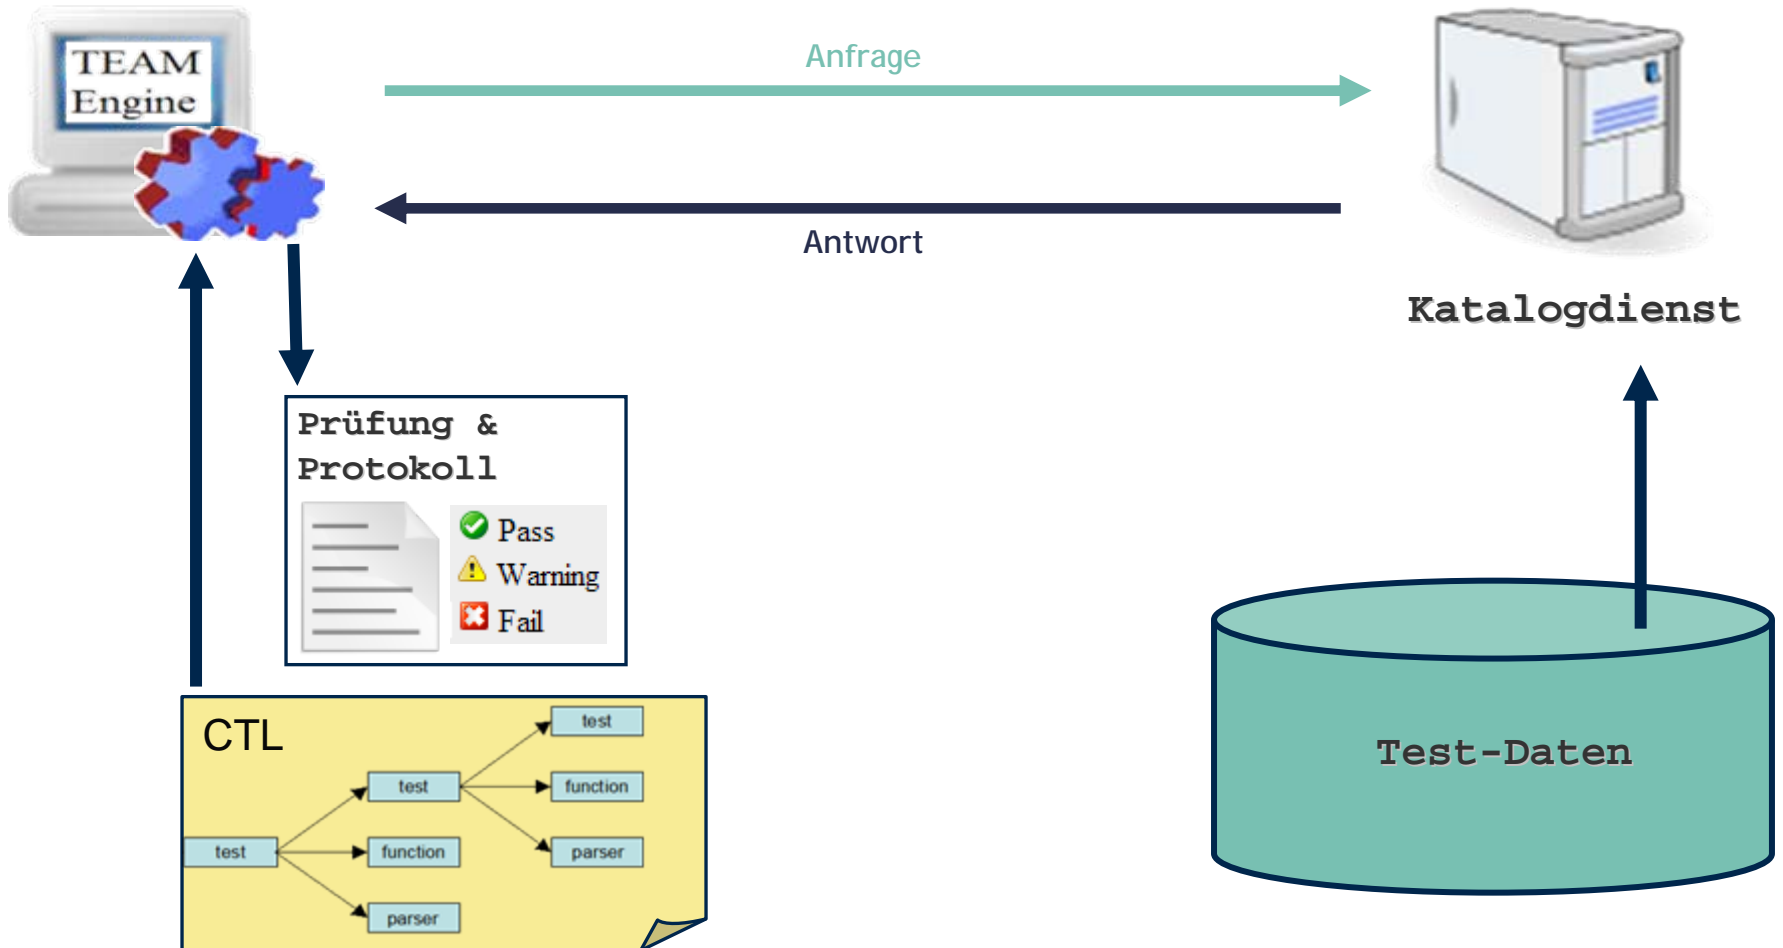 TEAM
Engine
Anfrage
Antwort
Katalogdienst
Prüfung &
Protokoll
Pass
Warning
Fail
CTL
test
test
function
parser
test
function
parser
Test-Daten